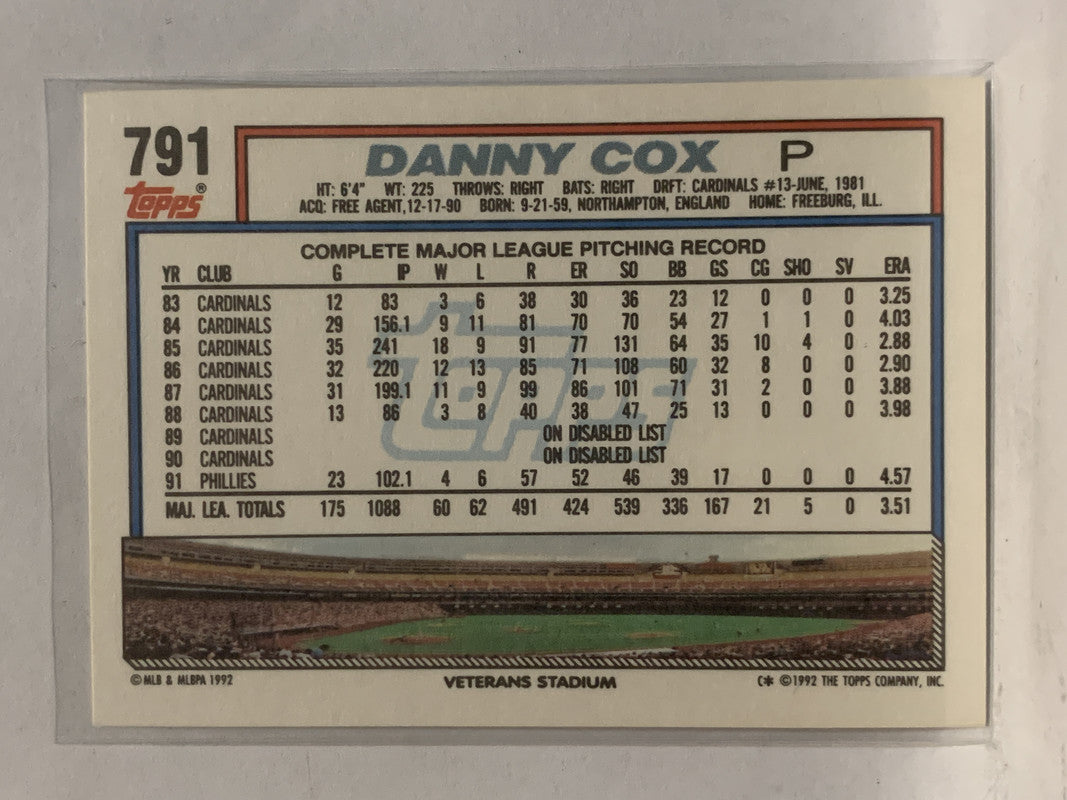 791
Topps®
DANNY COX P
HT: 6'4" WT: 225 THROWS: RIGHT BATS: RIGHT DRFT: CARDINALS #13-JUNE, 1981
ACQ: FREE AGENT,12-17-90 BORN: 9-21-59, NORTHAMPTON, ENGLAND HOME: FREEBURG, ILL.
COMPLETE MAJOR LEAGUE PITCHING RECORD
YR CLUB G IP W L R ER SO BB GS CG SHO SV ERA
83 CARDINALS 12 83 3 6 38 30 36 23 12 0 0 0 3.25
84 CARDINALS 29 156.1 9 11 81 70 70 54 27 1 1 0 4.03
85 CARDINALS 35 241 18 9 91 77 131 64 35 10 4 0 2.88
86 CARDINALS 32 220 12 13 85 71 108 60 32 8 0 0 2.90
87 CARDINALS 31 199.1 11 9 99 86 101 71 31 2 0 0 3.88
88 CARDINALS 13 86 3 8 40 38 47 25 13 0 0 0 3.98
89 CARDINALS ON DISABLED LIST
90 CARDINALS ON DISABLED LIST
91 PHILLIES 23 102.1 4 6 57 52 46 39 17 0 0 0 4.57
MAJ. LEA. TOTALS 175 1088 60 62 491 424 539 336 167 21 5 0 3.51
Topps
©MLB & MLBPA 1992 VETERANS STADIUM C* ©1992 THE TOPPS COMPANY, INC.